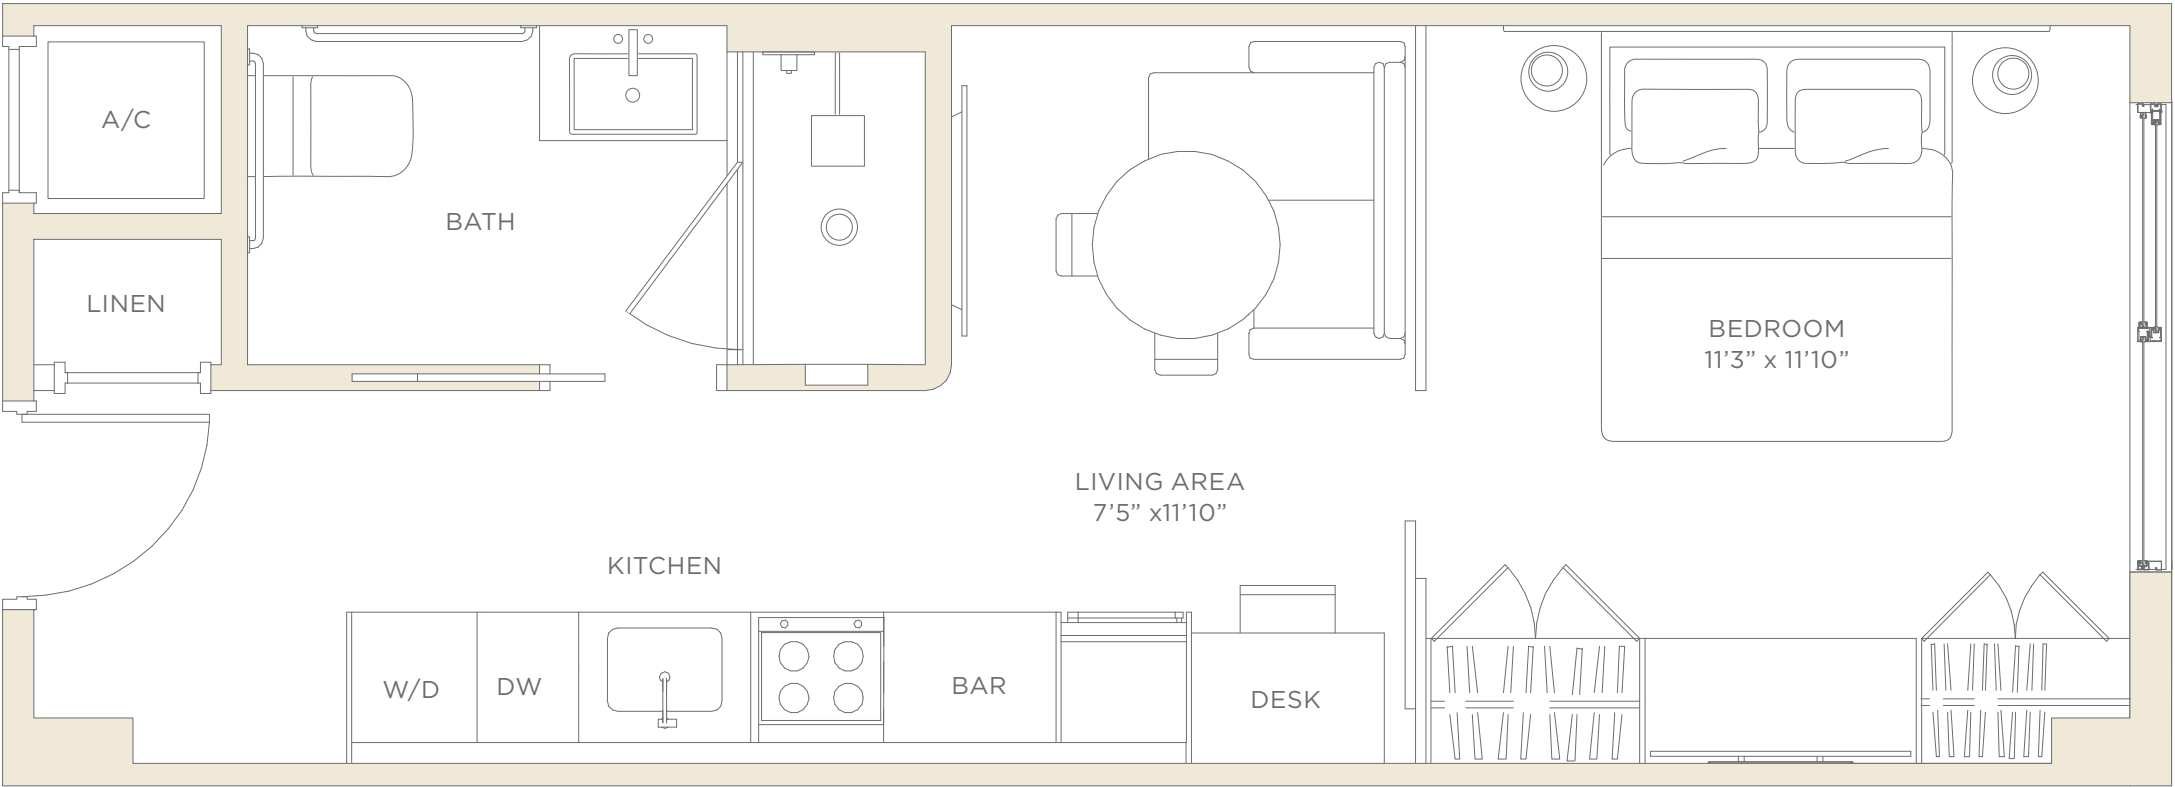 A/C
BATH
LINEN
BEDROOM
11’3” x 11’10”
LIVING AREA
7’5” x11’10”
KITCHEN
W/D
DW
BAR
DESK